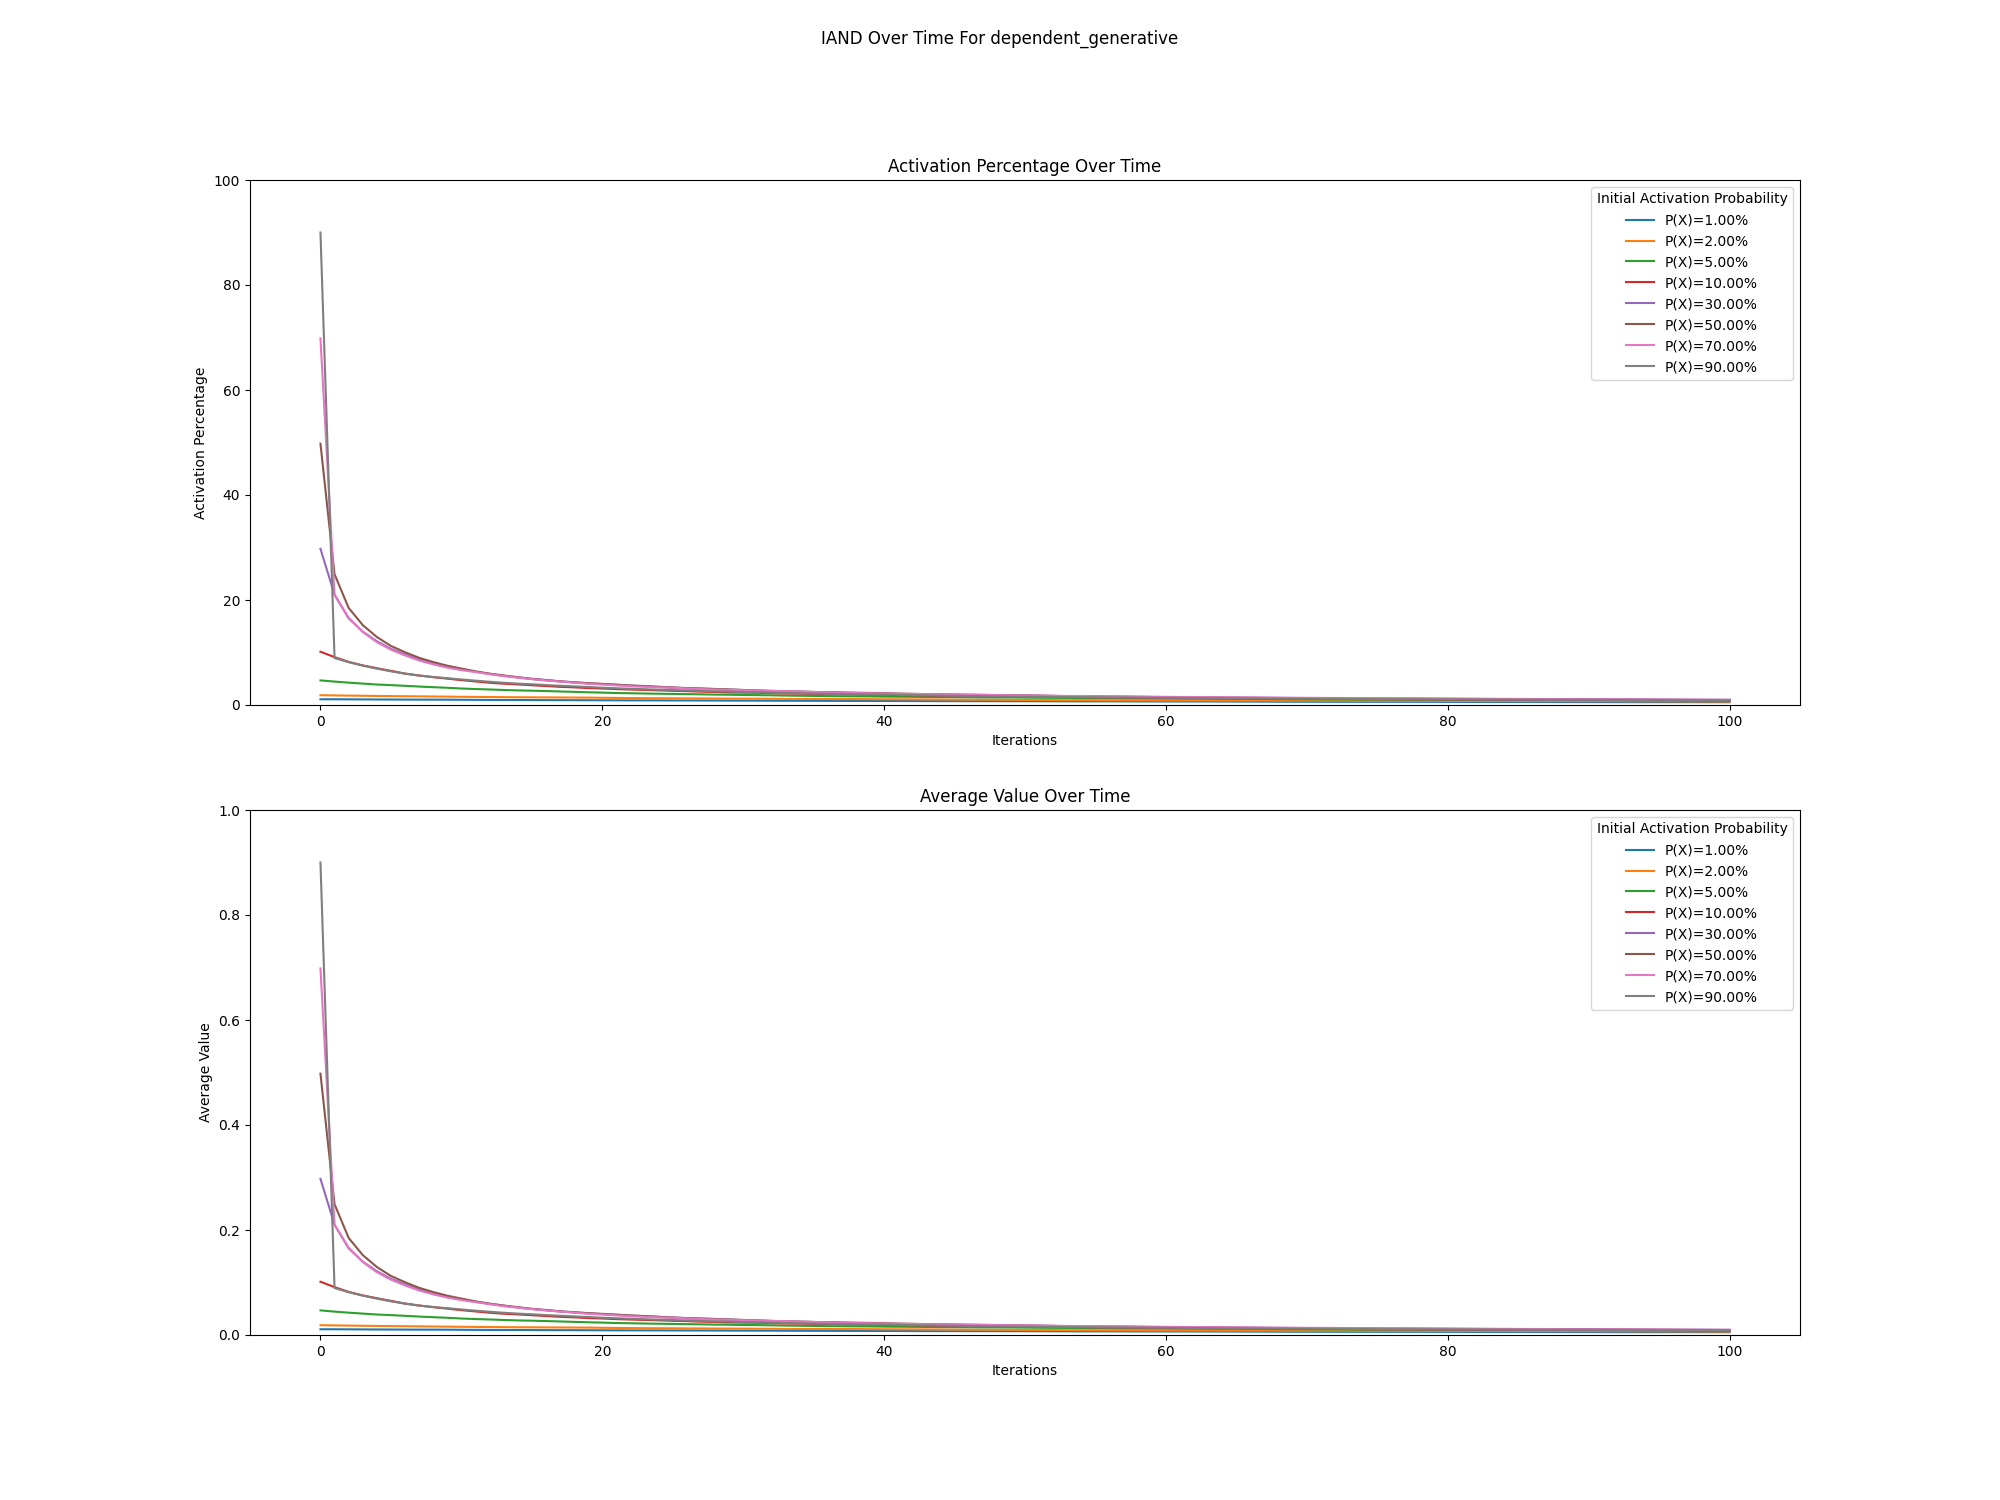 IAND Over Time For dependent_generative
Activation Percentage Over Time
Activation Percentage
100
80
60
40
20
0
0 20 40 60 80 100
Iterations
Initial Activation Probability
P(X)=1.00%
P(X)=2.00%
P(X)=5.00%
P(X)=10.00%
P(X)=30.00%
P(X)=50.00%
P(X)=70.00%
P(X)=90.00%
Average Value Over Time
Average Value
1.0
0.8
0.6
0.4
0.2
0.0
0 20 40 60 80 100
Iterations
Initial Activation Probability
P(X)=1.00%
P(X)=2.00%
P(X)=5.00%
P(X)=10.00%
P(X)=30.00%
P(X)=50.00%
P(X)=70.00%
P(X)=90.00%